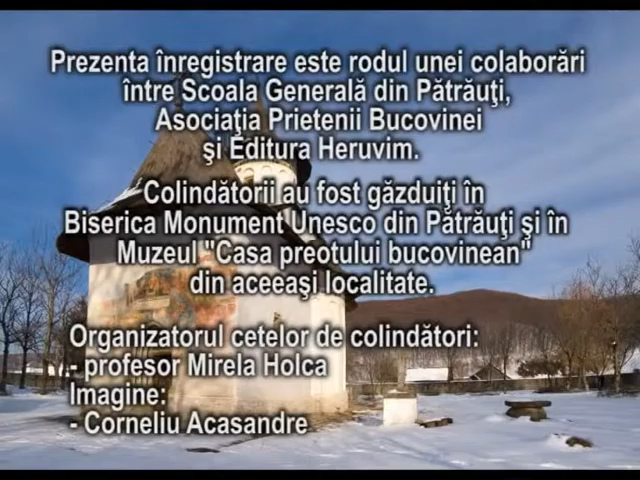 Prezenta înregistrare este rodul unei colaborări
între Scoala Generală din Pătrăuţi,
Asociaţia Prietenii Bucovinei
şi Editura Heruvim.
Colindătorii au fost găzduiţi în
Biserica Monument Unesco din Pătrăuţi şi în
Muzeul "Casa preotului bucovinean"
din aceeaşi localitate.
Organizatorul cetelor de colindători:
- profesor Mirela Holca
Imagine:
- Corneliu Acasandre